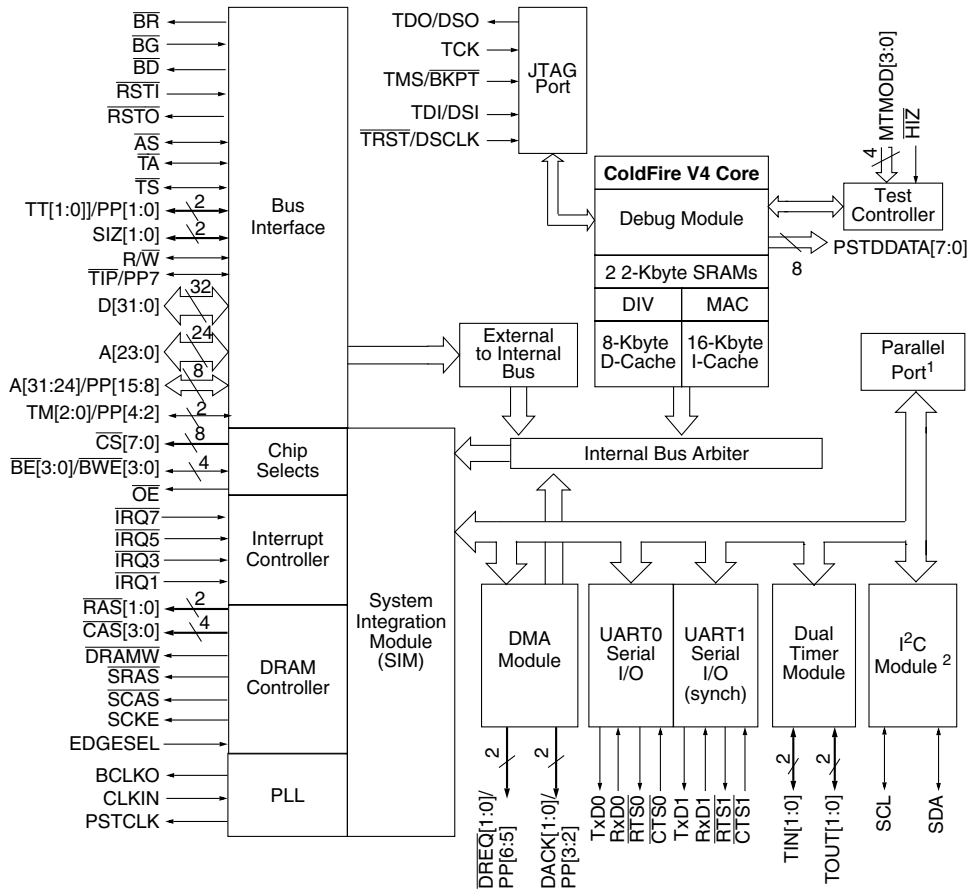 BR
BG
BD
RSTI
RSTO
AS
TA
TS
TT[1:0]]/PP[1:0]
2
SIZ[1:0]
2
R/W
TIP/PP7
D[31:0]
32
A[23:0]
24
A[31:24]/PP[15:8]
8
TM[2:0]/PP[4:2]
2
CS[7:0]
8
BE[3:0]/BWE[3:0]
4
OE
IRQ7
IRQ5
IRQ3
IRQ1
RAS[1:0]
2
CAS[3:0]
4
DRAMW
SRAS
SCAS
SCKE
EDGESEL
BCLKO
CLKIN
PSTCLK
Bus
Interface
Chip
Selects
Interrupt
Controller
DRAM
Controller
PLL
System
Integration
Module
(SIM)
TDO/DSO
TCK
TMS/BKPT
TDI/DSI
TRST/DSCLK
JTAG
Port
ColdFire V4 Core
Debug Module
2 2-Kbyte SRAMs
DIV
MAC
8-Kbyte
D-Cache
16-Kbyte
I-Cache
MTMOD[3:0]
4
HIZ
Test
Controller
PSTDDATA[7:0]
8
External
to Internal
Bus
Internal Bus Arbiter
Parallel
Port1
DMA
Module
UART0
Serial
I/O
UART1
Serial
I/O
(synch)
Dual
Timer
Module
I2C
Module 2
2
2
2
2
DREQ[1:0]/
PP[6:5]
DACK[1:0]/
PP[3:2]
TxD0
RxD0
RTS0
CTS0
TxD1
RxD1
RTS1
CTS1
TIN[1:0]
TOUT[1:0]
SCL
SDA